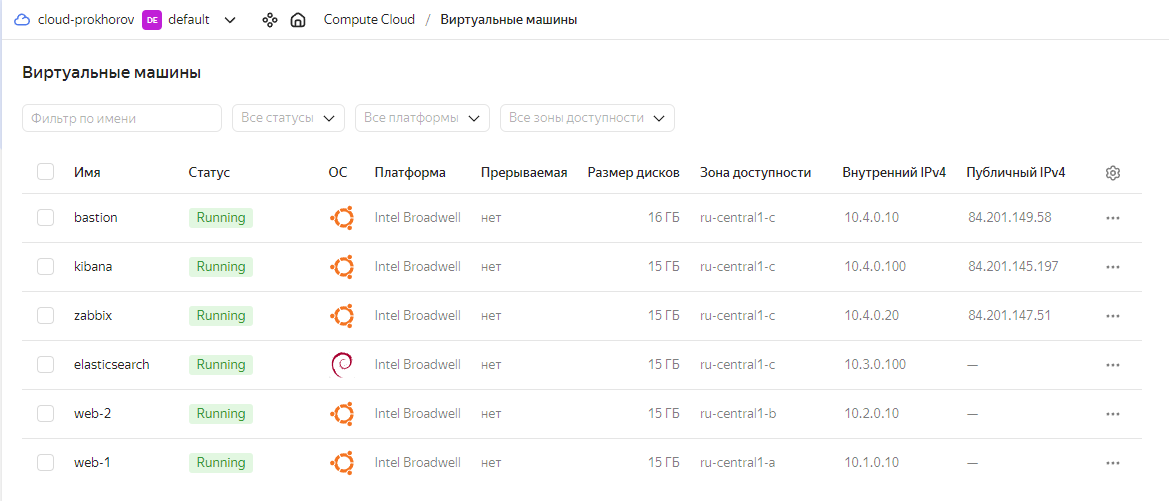 cloud-prokhorov DE default Compute Cloud / Виртуальные машины
Виртуальные машины
Фильтр по имени Все статусы Все платформы Все зоны доступности
Имя Статус ОС Платформа Прерываемая Размер дисков Зона доступности Внутренний IPv4 Публичный IPv4
bastion Running Intel Broadwell нет 16 ГБ ru-central1-c 10.4.0.10 84.201.149.58
kibana Running Intel Broadwell нет 15 ГБ ru-central1-c 10.4.0.100 84.201.145.197
zabbix Running Intel Broadwell нет 15 ГБ ru-central1-c 10.4.0.20 84.201.147.51
elasticsearch Running Intel Broadwell нет 15 ГБ ru-central1-c 10.3.0.100 —
web-2 Running Intel Broadwell нет 15 ГБ ru-central1-b 10.2.0.10 —
web-1 Running Intel Broadwell нет 15 ГБ ru-central1-a 10.1.0.10 —